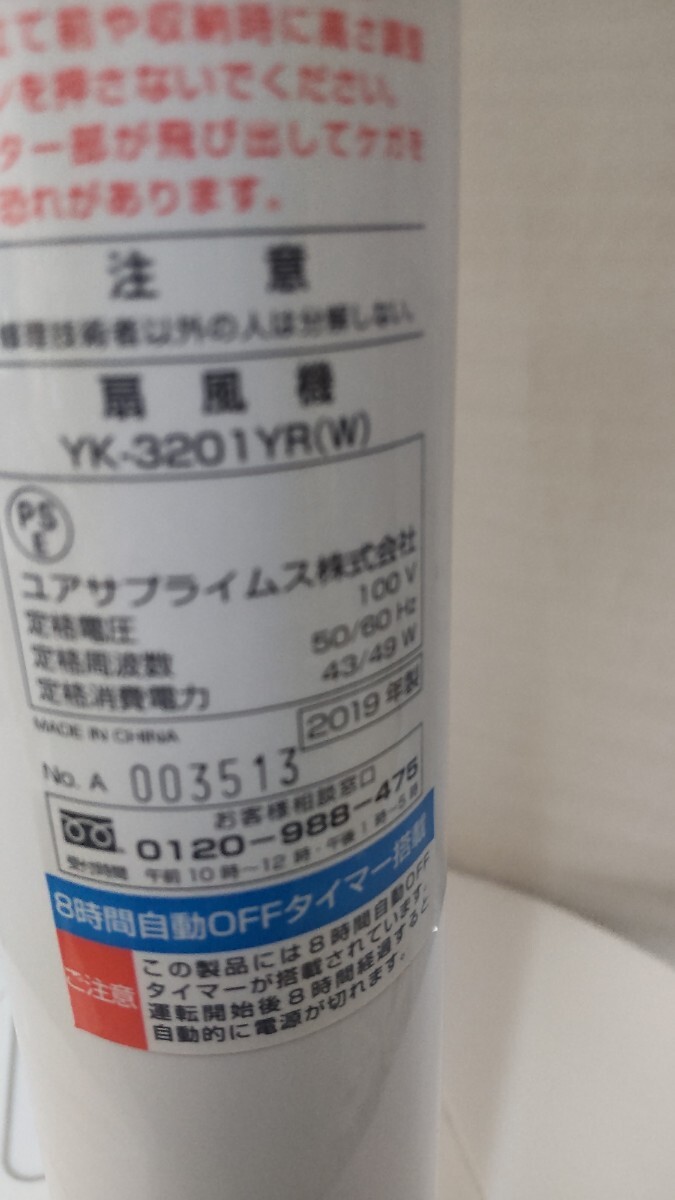 立て前や収納時に高さ調整
ンを押さないでください。
ター部が飛び出してケガを
恐れがあります。
注 意
修理技術者以外の人は分解しない。
扇 風 機
YK-3201YR(W)
PS
E
ユアサプライムス株式会社
定格電圧 100 V
定格周波数 50/60 Hz
定格消費電力 43/49 W
MADE IN CHINA
2019 年製
No. A 003513
お客様相談窓口
0120-988-475
受付時間 午前 10 時~12 時・午後 1 時~5 時
8時間自動OFFタイマー搭載
ご注意
この製品には8時間自動OFF
タイマーが搭載されています。
運転開始後8時間経過すると
自動的に電源が切れます。